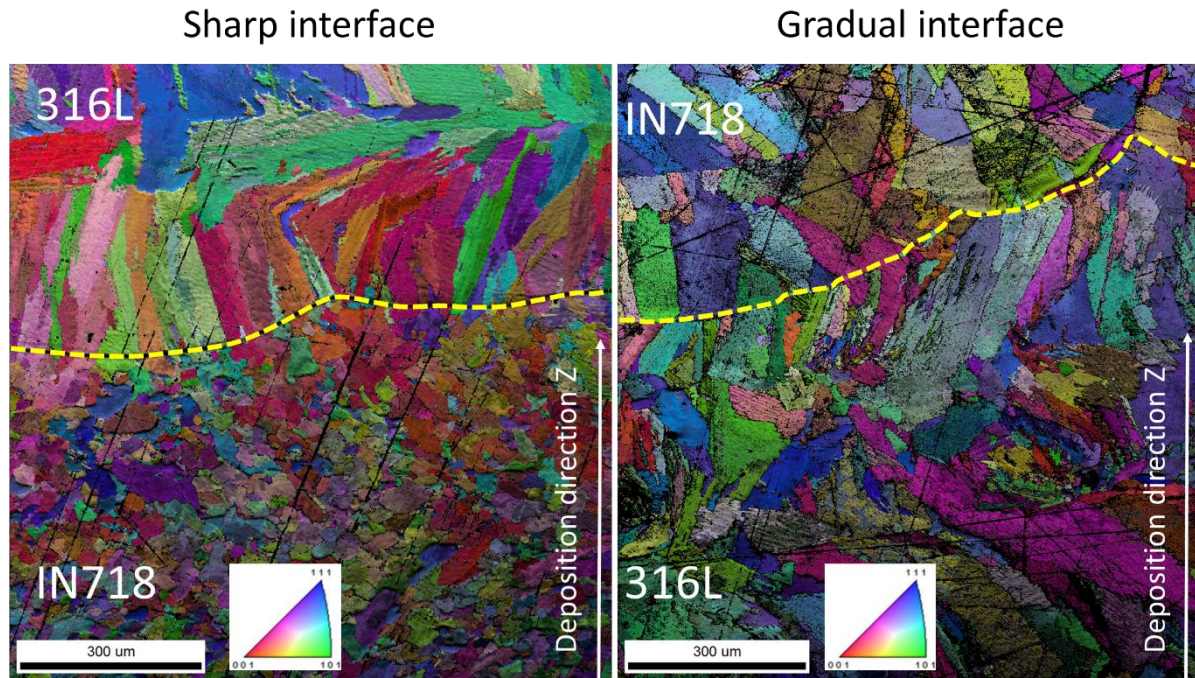 Sharp interface
Gradual interface
316L
IN718
Deposition direction Z
IN718
111
001
101
300 um
Deposition direction Z
316L
111
001
101
300 um